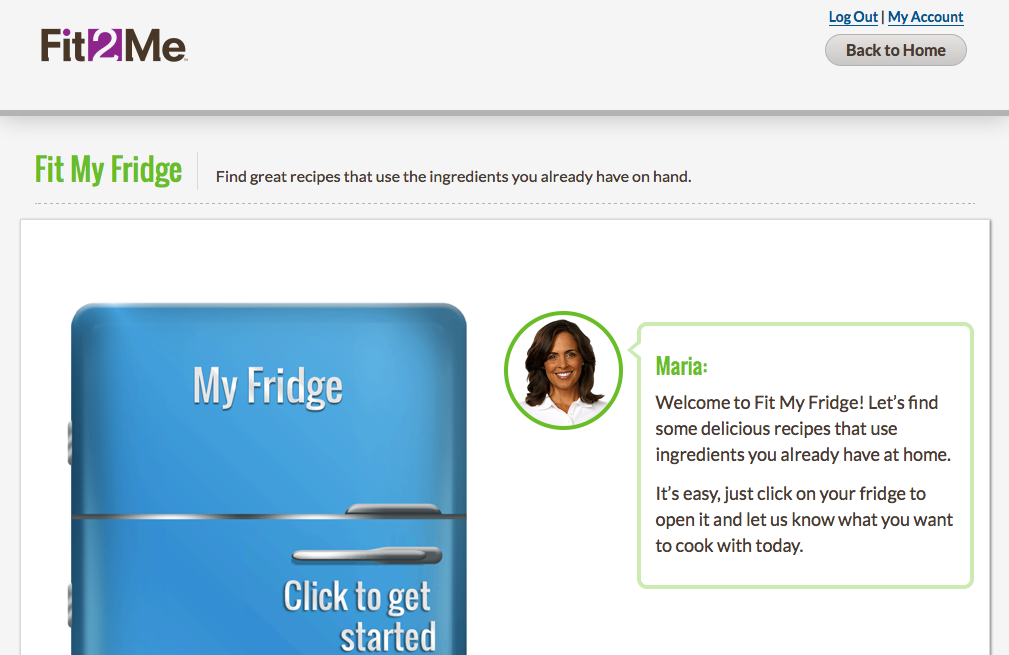 Log Out | My Account
Fit2Me
Back to Home
Fit My Fridge
Find great recipes that use the ingredients you already have on hand.
My Fridge
Click to get
started
Maria:
Welcome to Fit My Fridge! Let’s find
some delicious recipes that use
ingredients you already have at home.
It’s easy, just click on your fridge to
open it and let us know what you want
to cook with today.